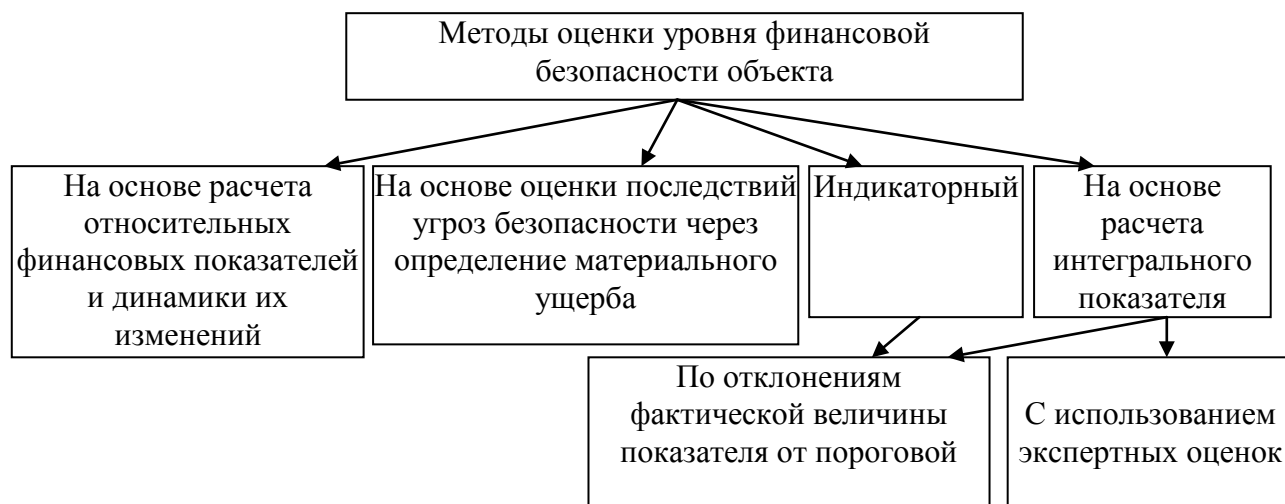 Методы оценки уровня финансовой
безопасности объекта
На основе расчета
относительных
финансовых показателей
и динамики их
изменений
На основе оценки последствий
угроз безопасности через
определение материального
ущерба
Индикаторный
На основе
расчета
интегрального
показателя
По отклонениям
фактической величины
показателя от пороговой
С использованием
экспертных оценок